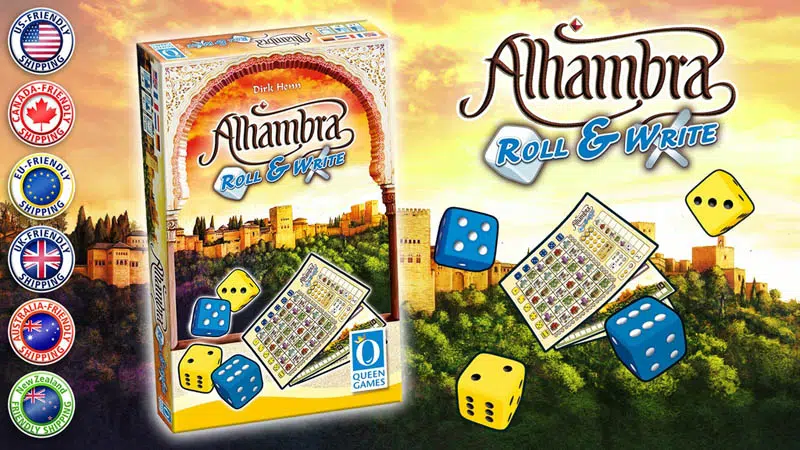 US-FRIENDLY
SHIPPING
CANADA-FRIENDLY
SHIPPING
EU-FRIENDLY
SHIPPING
UK-FRIENDLY
SHIPPING
AUSTRALIA-FRIENDLY
SHIPPING
New Zealand
FRIENDLY SHIPPING
Dirk Henn
Alhambra
ROLL & WRITE
QUEEN
GAMES
Alhambra
ROLL & WRITE